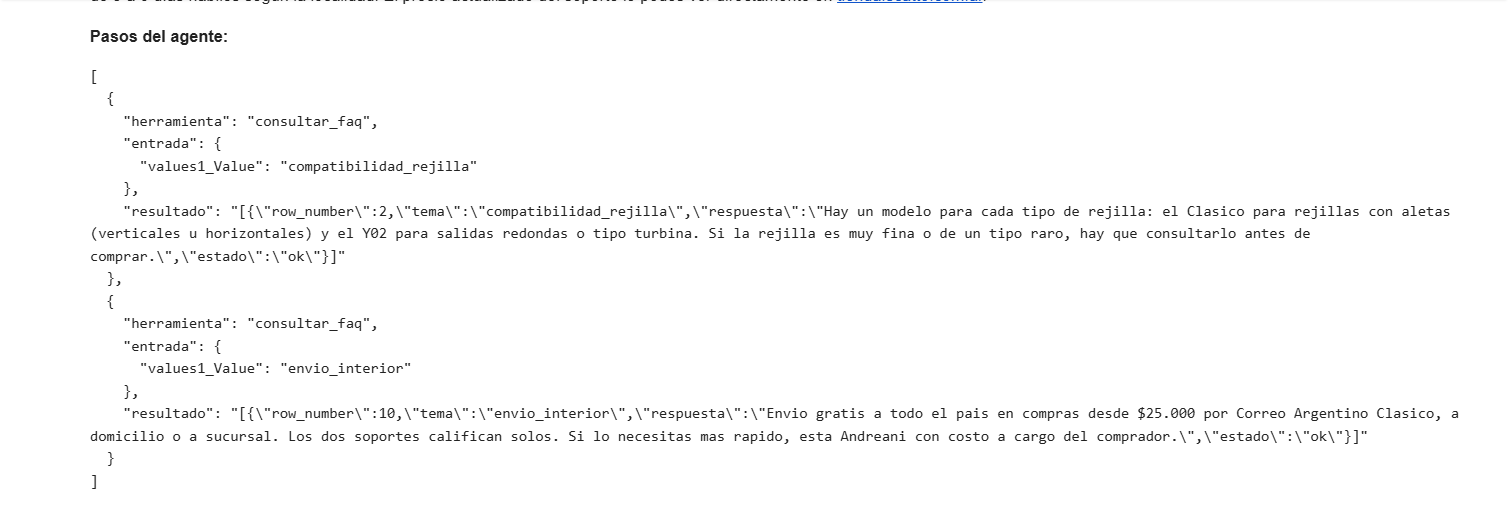 Pasos del agente:
[
  {
    "herramienta": "consultar_faq",
    "entrada": {
      "values1_Value": "compatibilidad_rejilla"
    },
    "resultado": "[{\"row_number\":2,\"tema\":\"compatibilidad_rejilla\",\"respuesta\":\"Hay un modelo para cada tipo de rejilla: el Clasico para rejillas con aletas
(verticales u horizontales) y el Y02 para salidas redondas o tipo turbina. Si la rejilla es muy fina o de un tipo raro, hay que consultarlo antes de
comprar.\",\"estado\":\"ok\"}]"
  },
  {
    "herramienta": "consultar_faq",
    "entrada": {
      "values1_Value": "envio_interior"
    },
    "resultado": "[{\"row_number\":10,\"tema\":\"envio_interior\",\"respuesta\":\"Envio gratis a todo el pais en compras desde $25.000 por Correo Argentino Clasico, a
domicilio o a sucursal. Los dos soportes califican solos. Si lo necesitas mas rapido, esta Andreani con costo a cargo del comprador.\",\"estado\":\"ok\"}]"
  }
]